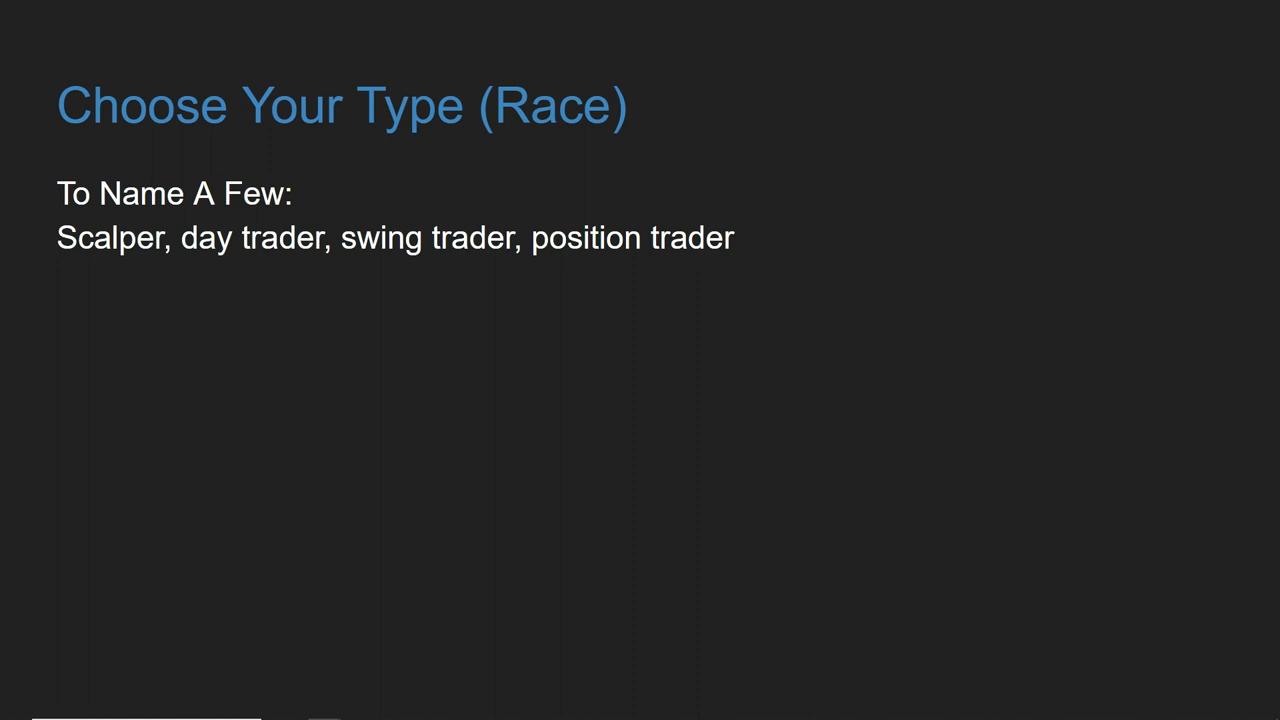 Choose Your Type (Race)
To Name A Few:
Scalper, day trader, swing trader, position trader